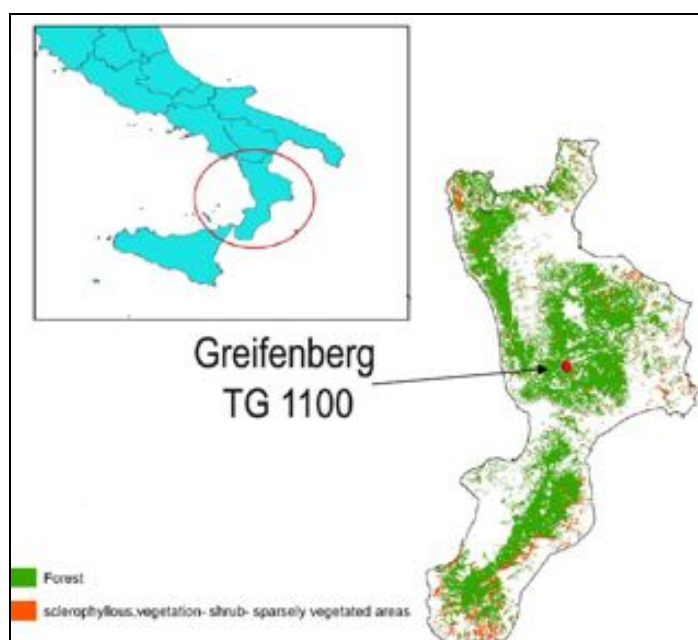 Greifenberg
TG 1100
Forest
sclerophyllous,vegetation- shrub- sparsely vegetated areas